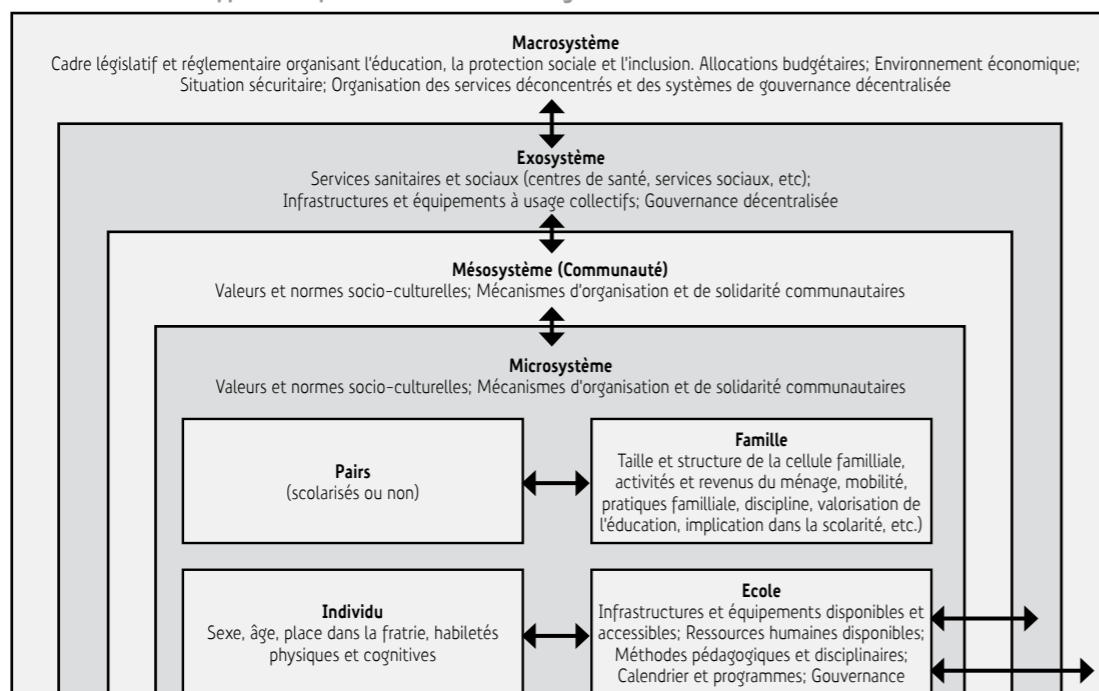 Macrosystème
Cadre législatif et réglementaire organisant l'éducation, la protection sociale et l'inclusion. Allocations budgétaires; Environnement économique;
Situation sécuritaire; Organisation des services déconcentrés et des systèmes de gouvernance décentralisée
Exosystème
Services sanitaires et sociaux (centres de santé, services sociaux, etc);
Infrastructures et équipements à usage collectifs; Gouvernance décentralisée
Mésosystème (Communauté)
Valeurs et normes socio-culturelles; Mécanismes d'organisation et de solidarité communautaires
Microsystème
Valeurs et normes socio-culturelles; Mécanismes d'organisation et de solidarité communautaires
Pairs
(scolarisés ou non)
Famille
Taille et structure de la cellule familliale,
activités et revenus du ménage, mobilité,
pratiques familliale, discipline, valorisation de
l'éducation, implication dans la scolarité, etc.)
Individu
Sexe, âge, place dans la fratrie, habiletés
physiques et cognitives
Ecole
Infrastructures et équipements disponibles et
accessibles; Ressources humaines disponibles;
Méthodes pédagogiques et disciplinaires;
Calendrier et programmes; Gouvernance